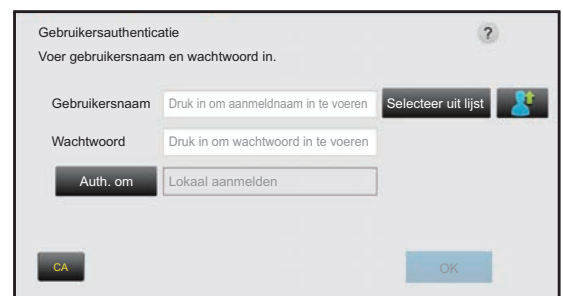 Gebruikersauthenticatie
?
Voer gebruikersnaam en wachtwoord in.
Gebruikersnaam Druk in om aanmeldnaam in te voeren Selecteer uit lijst
Wachtwoord Druk in om wachtwoord in te voeren
Auth. om Lokaal aanmelden
CA OK